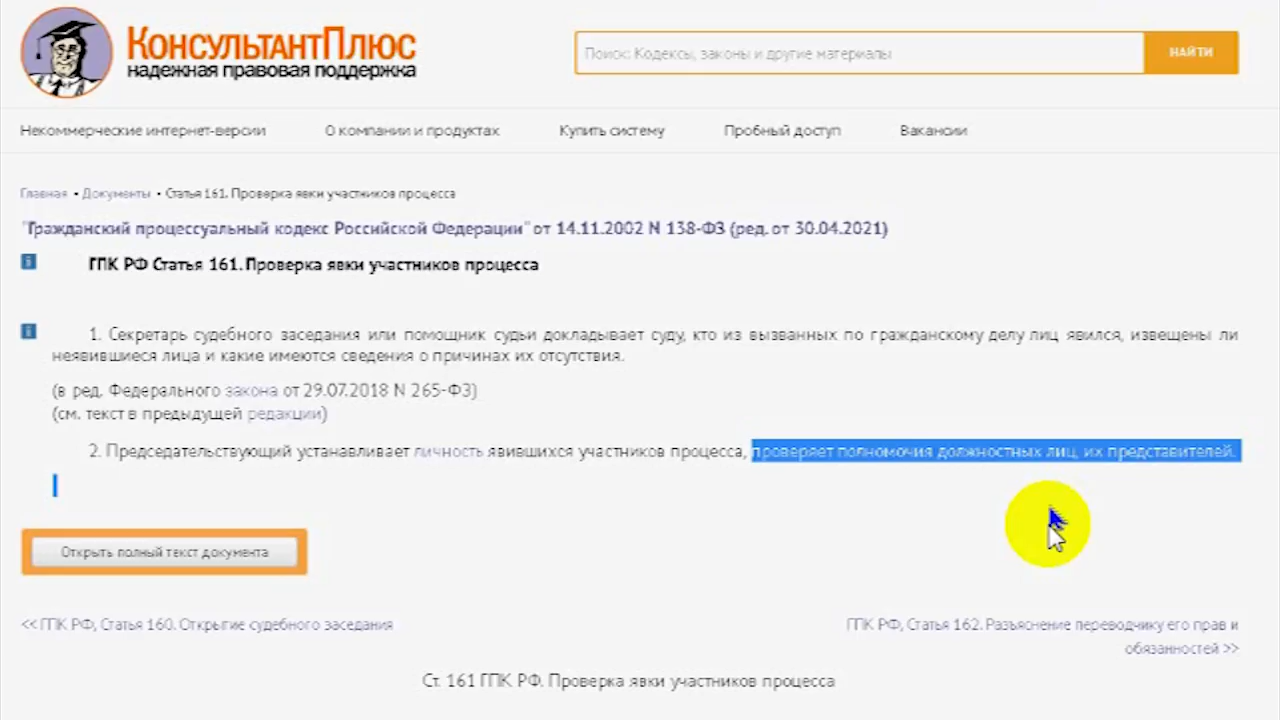 КонсультантПлюс
надежная правовая поддержка
Поиск: Кодексы, законы и другие материалы
НАЙТИ
Некоммерческие интернет-версии О компании и продуктах Купить систему Пробный доступ Вакансии
Главная • Документы • Статья 161. Проверка явки участников процесса
"Гражданский процессуальный кодекс Российской Федерации" от 14.11.2002 N 138-ФЗ (ред. от 30.04.2021)
ГПК РФ Статья 161. Проверка явки участников процесса
1. Секретарь судебного заседания или помощник судьи докладывает суду, кто из вызванных по гражданскому делу лиц явился, извещены ли
неявившиеся лица и какие имеются сведения о причинах их отсутствия.
(в ред. Федерального закона от 29.07.2018 N 265-ФЗ)
(см. текст в предыдущей редакции)
2. Председательствующий устанавливает личность явившихся участников процесса, проверяет полномочия должностных лиц, их представителей.
Открыть полный текст документа
<< ГПК РФ, Статья 160. Открытие судебного заседания
ГПК РФ, Статья 162. Разъяснение переводчику его прав и
обязанностей >>
Ст. 161 ГПК РФ. Проверка явки участников процесса